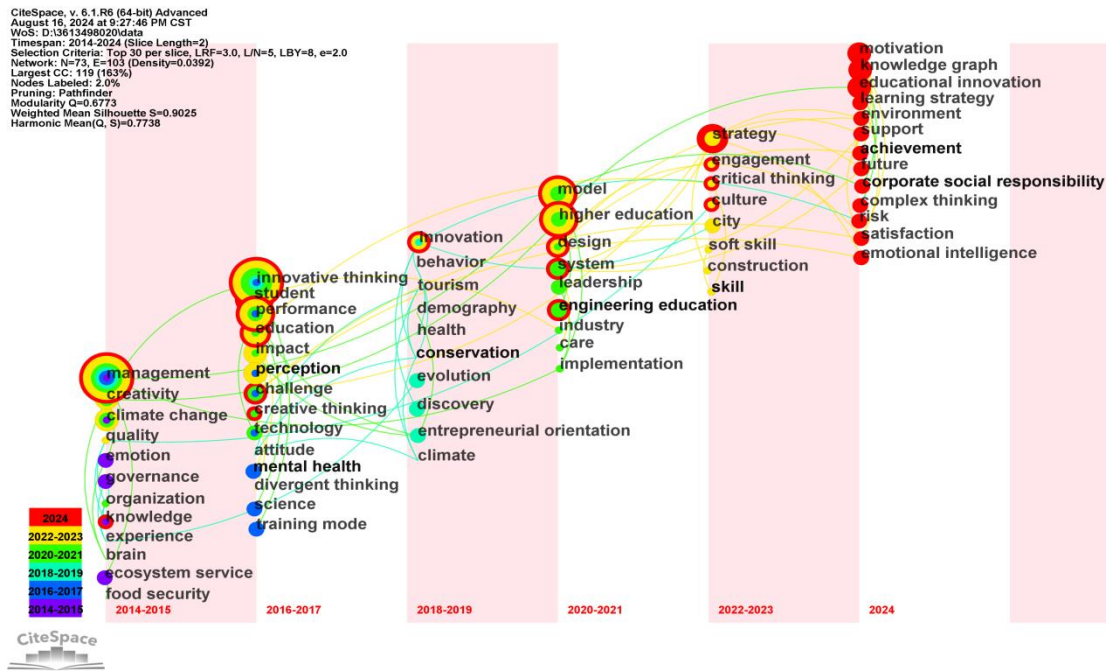 CiteSpace, v. 6.1.R6 (64-bit) Advanced
August 16, 2024 at 9:27:46 PM CST
WoS: D:\3613498020\data
Timespan: 2014-2024 (Slice Length=2)
Selection Criteria: Top 30 per slice, LRF=3.0, L/N=5, LBY=8, e=2.0
Network: N=73, E=103 (Density=0.0392)
Largest CC: 119 (163%)
Nodes Labeled: 2.0%
Pruning: Pathfinder
Modularity Q=0.6773
Weighted Mean Silhouette S=0.9025
Harmonic Mean(Q, S)=0.7738
management
creativity
climate change
quality
emotion
governance
organization
knowledge
experience
brain
ecosystem service
food security
innovative thinking
student
performance
education
impact
perception
challenge
creative thinking
technology
attitude
mental health
divergent thinking
science
training mode
innovation
behavior
tourism
demography
health
conservation
evolution
discovery
entrepreneurial orientation
climate
model
higher education
design
system
leadership
engineering education
industry
care
implementation
strategy
engagement
critical thinking
culture
city
soft skill
construction
skill
motivation
knowledge graph
educational innovation
learning strategy
environment
support
achievement
future
corporate social responsibility
complex thinking
risk
satisfaction
emotional intelligence
2024
2022-2023
2020-2021
2018-2019
2016-2017
2014-2015
2014-2015
2016-2017
2018-2019
2020-2021
2022-2023
2024
CiteSpace